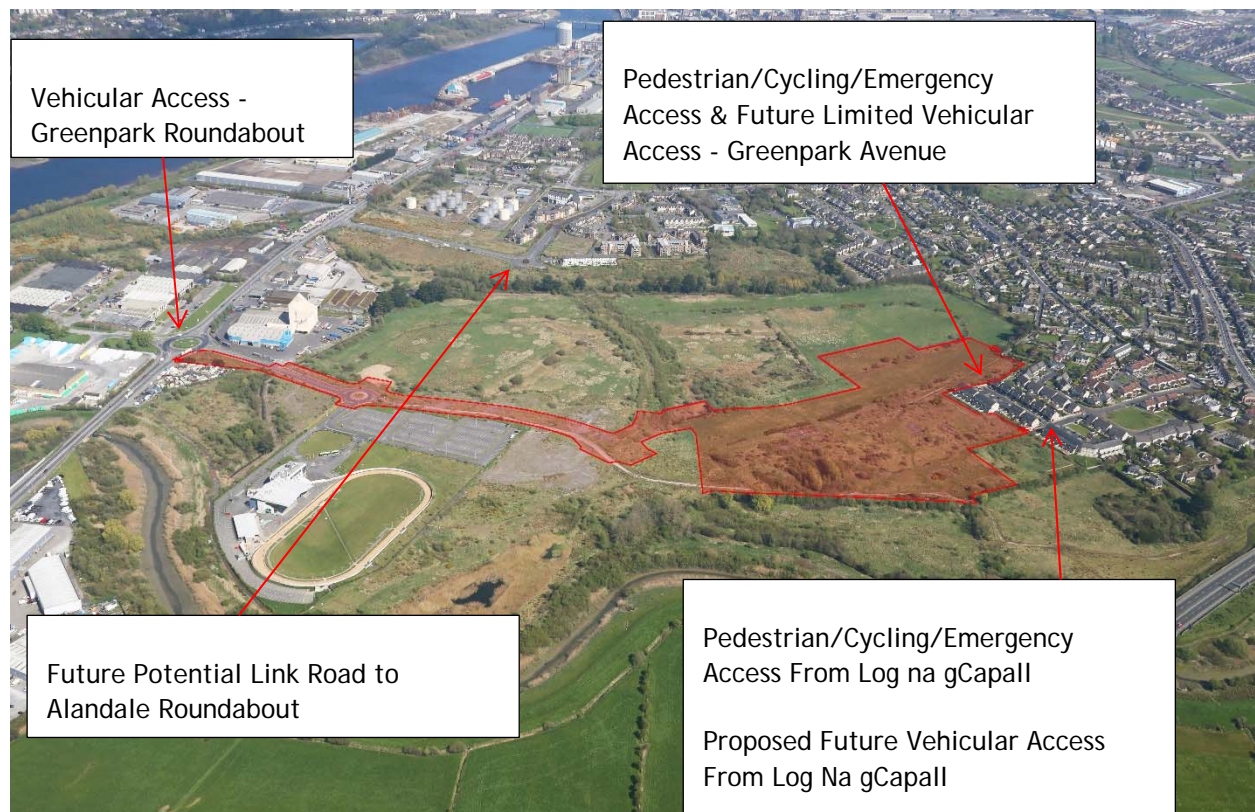 Vehicular Access -
Greenpark Roundabout
Pedestrian/Cycling/Emergency
Access & Future Limited Vehicular
Access - Greenpark Avenue
Future Potential Link Road to
Alandale Roundabout
Pedestrian/Cycling/Emergency
Access From Log na gCapall
Proposed Future Vehicular Access
From Log Na gCapall